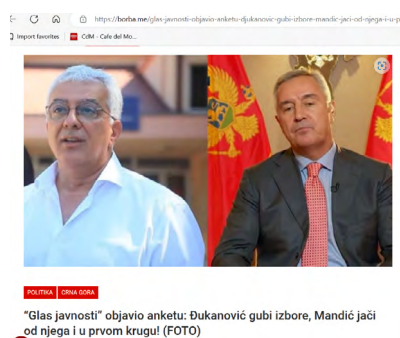 https://borba.me/glas-javnosti-objavio-anketu-djukanovic-gubi-izbore-mandic-jaci-od-njega-i-u-p
Import favorites CdM - Cafe del Mo...
POLITIKA CRNA GORA
“Glas javnosti” objavio anketu: Đukanović gubi izbore, Mandić jači
od njega i u prvom krugu! (FOTO)